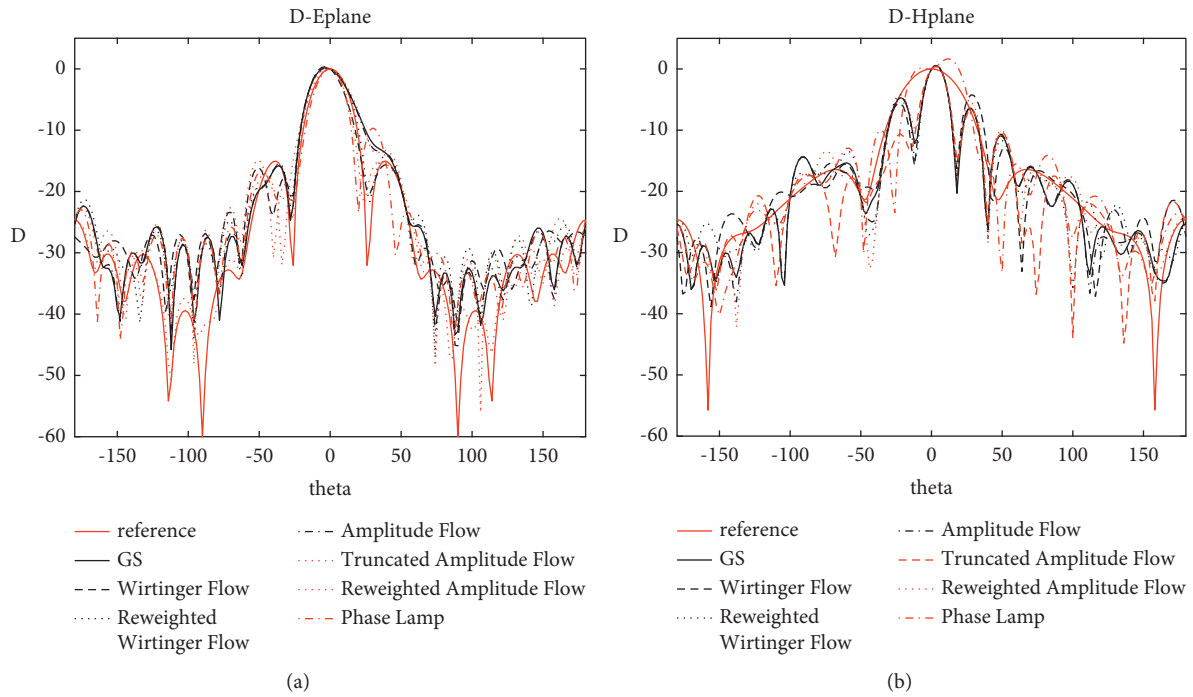 D-Eplane
0
-10
-20
D
-30
-40
-50
-60
-150
-100
-50
0
50
100
150
theta
reference
GS
Wirtinger Flow
Reweighted
Wirtinger Flow
Amplitude Flow
Truncated Amplitude Flow
Reweighted Amplitude Flow
Phase Lamp
(a)
D-Hplane
0
-10
-20
D
-30
-40
-50
-60
-150
-100
-50
0
50
100
150
theta
reference
GS
Wirtinger Flow
Reweighted
Wirtinger Flow
Amplitude Flow
Truncated Amplitude Flow
Reweighted Amplitude Flow
Phase Lamp
(b)